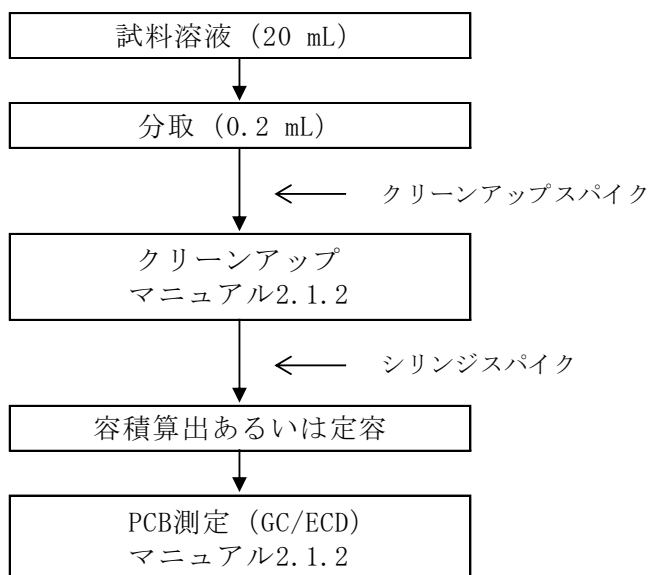 試料溶液 (20 mL)
分取 (0.2 mL)
クリーンアップスパイク
クリーンアップ
マニュアル2.1.2
シリンジスパイク
容積算出あるいは定容
PCB測定 (GC/ECD)
マニュアル2.1.2